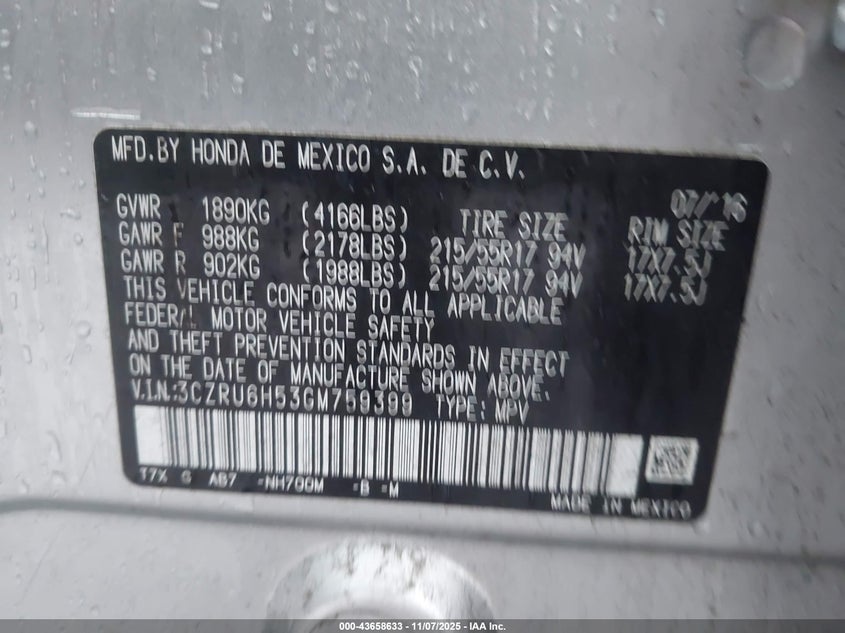 MFD.BY HONDA DE MEXICO S.A. DE C.V.
07/'16
GVWR 1890KG (4166LBS) TIRE SIZE RIM SIZE
GAWR F 988KG (2178LBS) 215/55R17 94V 17X7.5J
GAWR R 902KG (1988LBS) 215/55R17 94V 17X7.5J
THIS VEHICLE CONFORMS TO ALL APPLICABLE
FEDERAL MOTOR VEHICLE SAFETY
AND THEFT PREVENTION STANDARDS IN EFFECT
ON THE DATE OF MANUFACTURE SHOWN ABOVE.
V.I.N.:3CZRU6H53GM759399 TYPE: MPV
T7X G AB7 -NH700M -B -M
MADE IN MEXICO
000-43658633 - 11/07/2025 - IAA Inc.